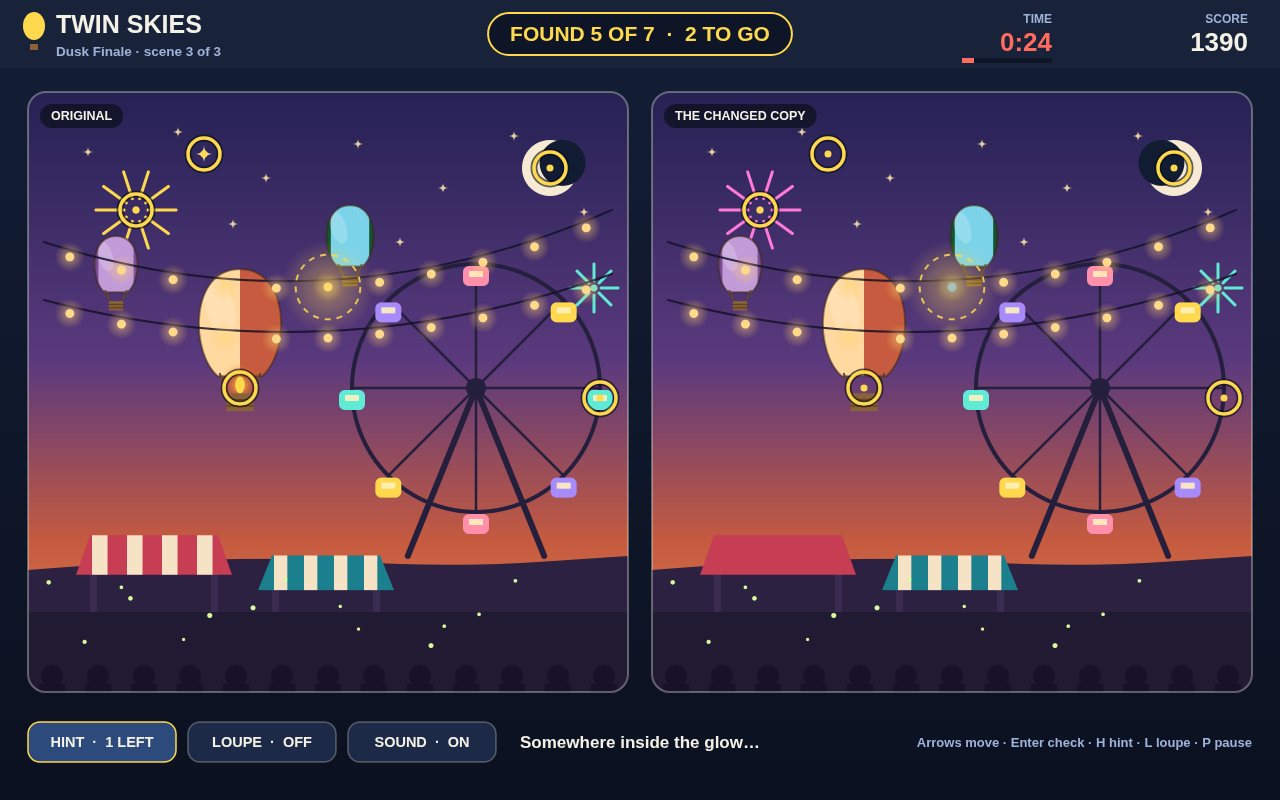 TWIN SKIES
Dusk Finale · scene 3 of 3
FOUND 5 OF 7 · 2 TO GO
TIME
0:24
SCORE
1390
ORIGINAL
THE CHANGED COPY
HINT · 1 LEFT
LOUPE · OFF
SOUND · ON
Somewhere inside the glow…
Arrows move · Enter check · H hint · L loupe · P pause